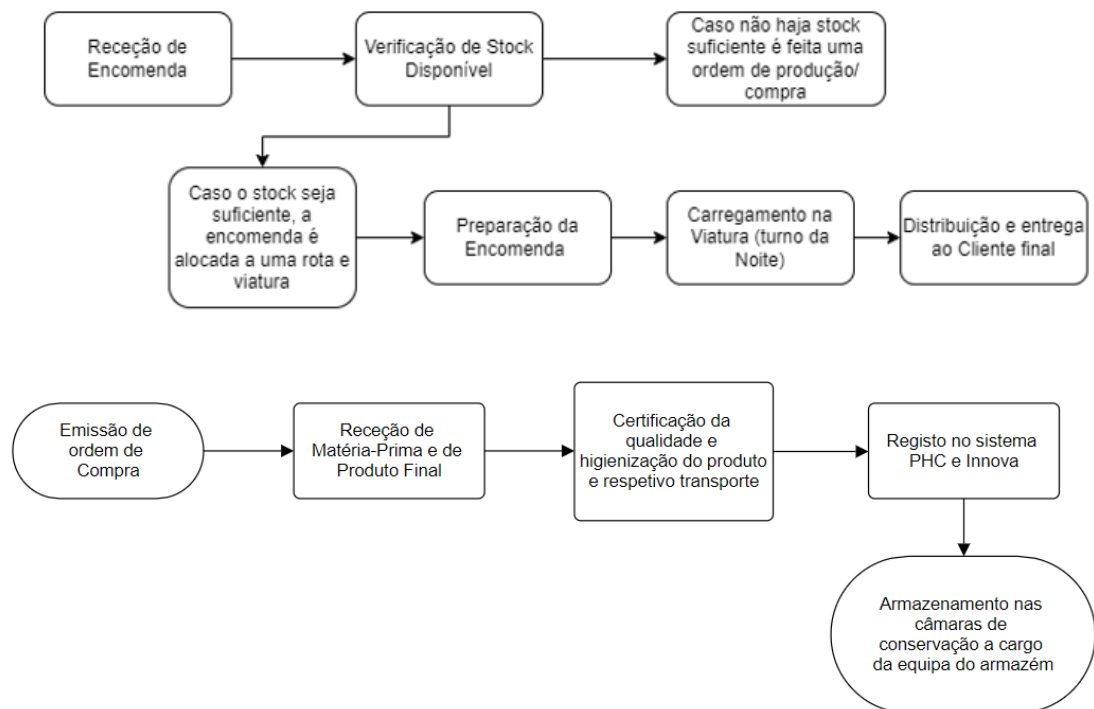 Receção de
Encomenda
Verificação de Stock
Disponível
Caso não haja stock
suficiente é feita uma
ordem de produção/
compra
Caso o stock seja
suficiente, a
encomenda é
alocada a uma rota e
viatura
Preparação da
Encomenda
Carregamento na
Viatura (turno da
Noite)
Distribuição e entrega
ao Cliente final
Emissão de
ordem de
Compra
Receção de
Matéria-Prima e de
Produto Final
Certificação da
qualidade e
higienização do produto
e respetivo transporte
Registo no sistema
PHC e Innova
Armazenamento nas
câmaras de
conservação a cargo
da equipa do armazém